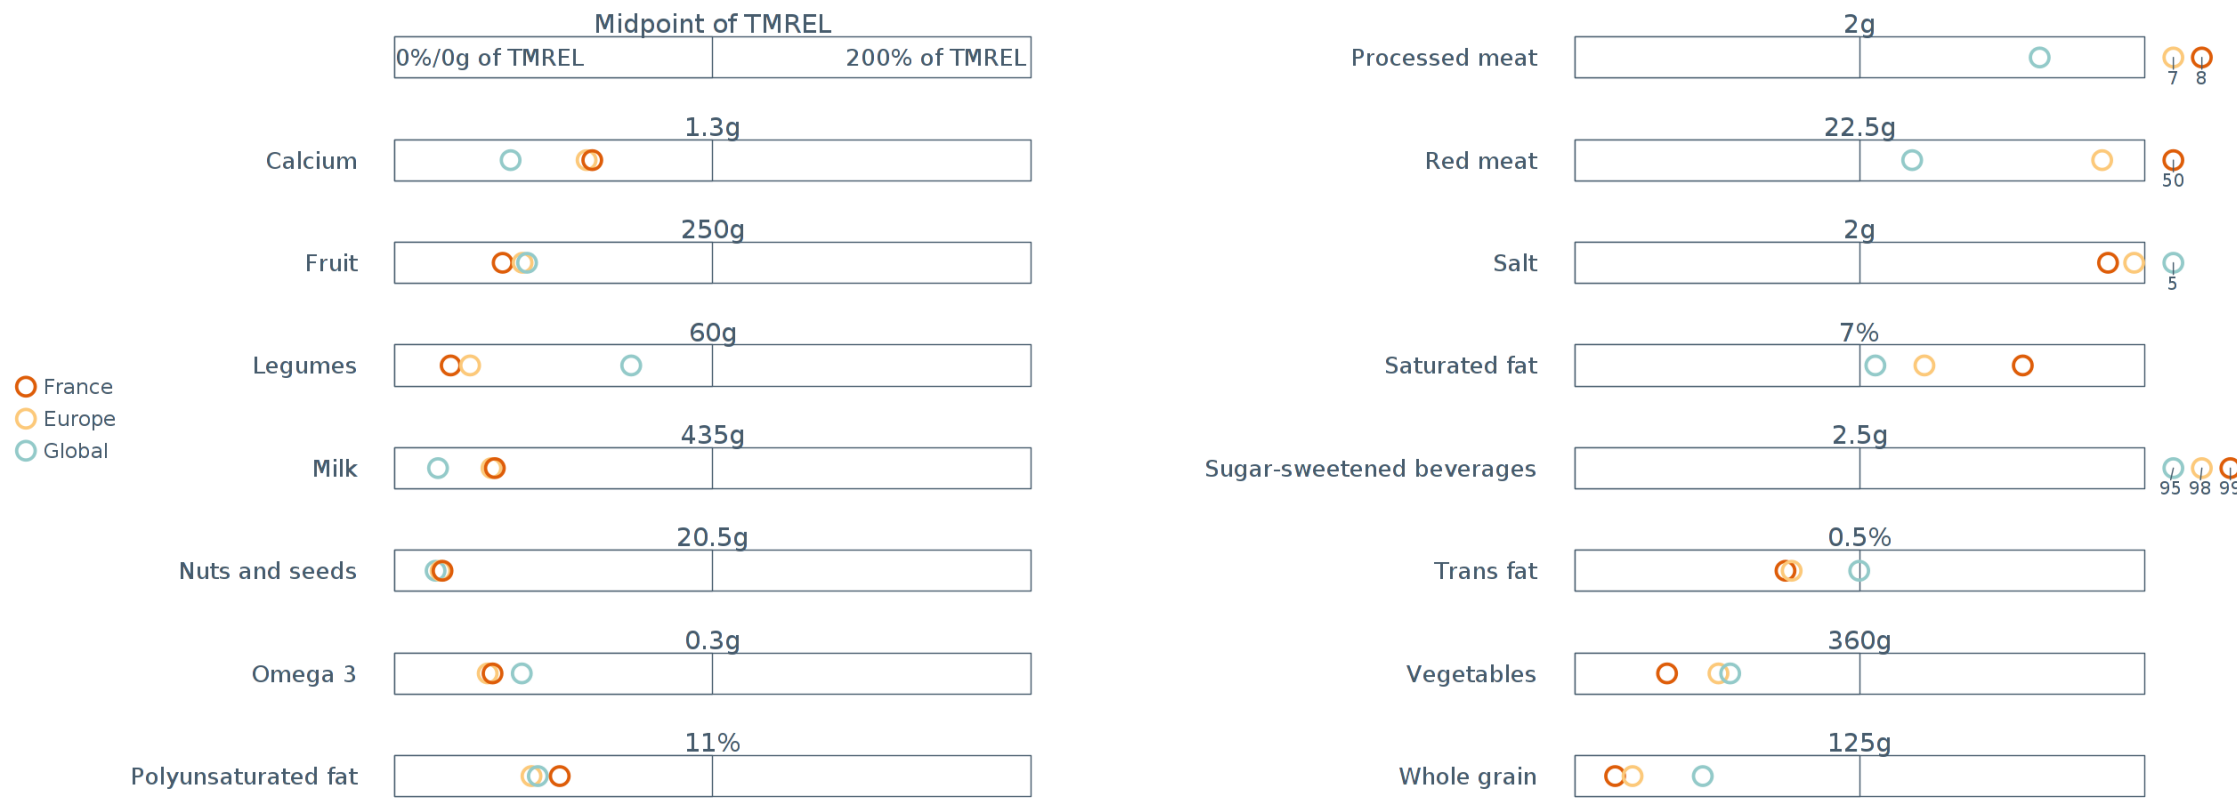 Midpoint of TMREL
0%/0g of TMREL
200% of TMREL
Calcium
1.3g
Fruit
250g
Legumes
60g
Milk
435g
Nuts and seeds
20.5g
Omega 3
0.3g
Polyunsaturated fat
11%
France
Europe
Global
Processed meat
2g
7 8
Red meat
22.5g
50
Salt
2g
5
Saturated fat
7%
Sugar-sweetened beverages
2.5g
95 98 99
Trans fat
0.5%
Vegetables
360g
Whole grain
125g